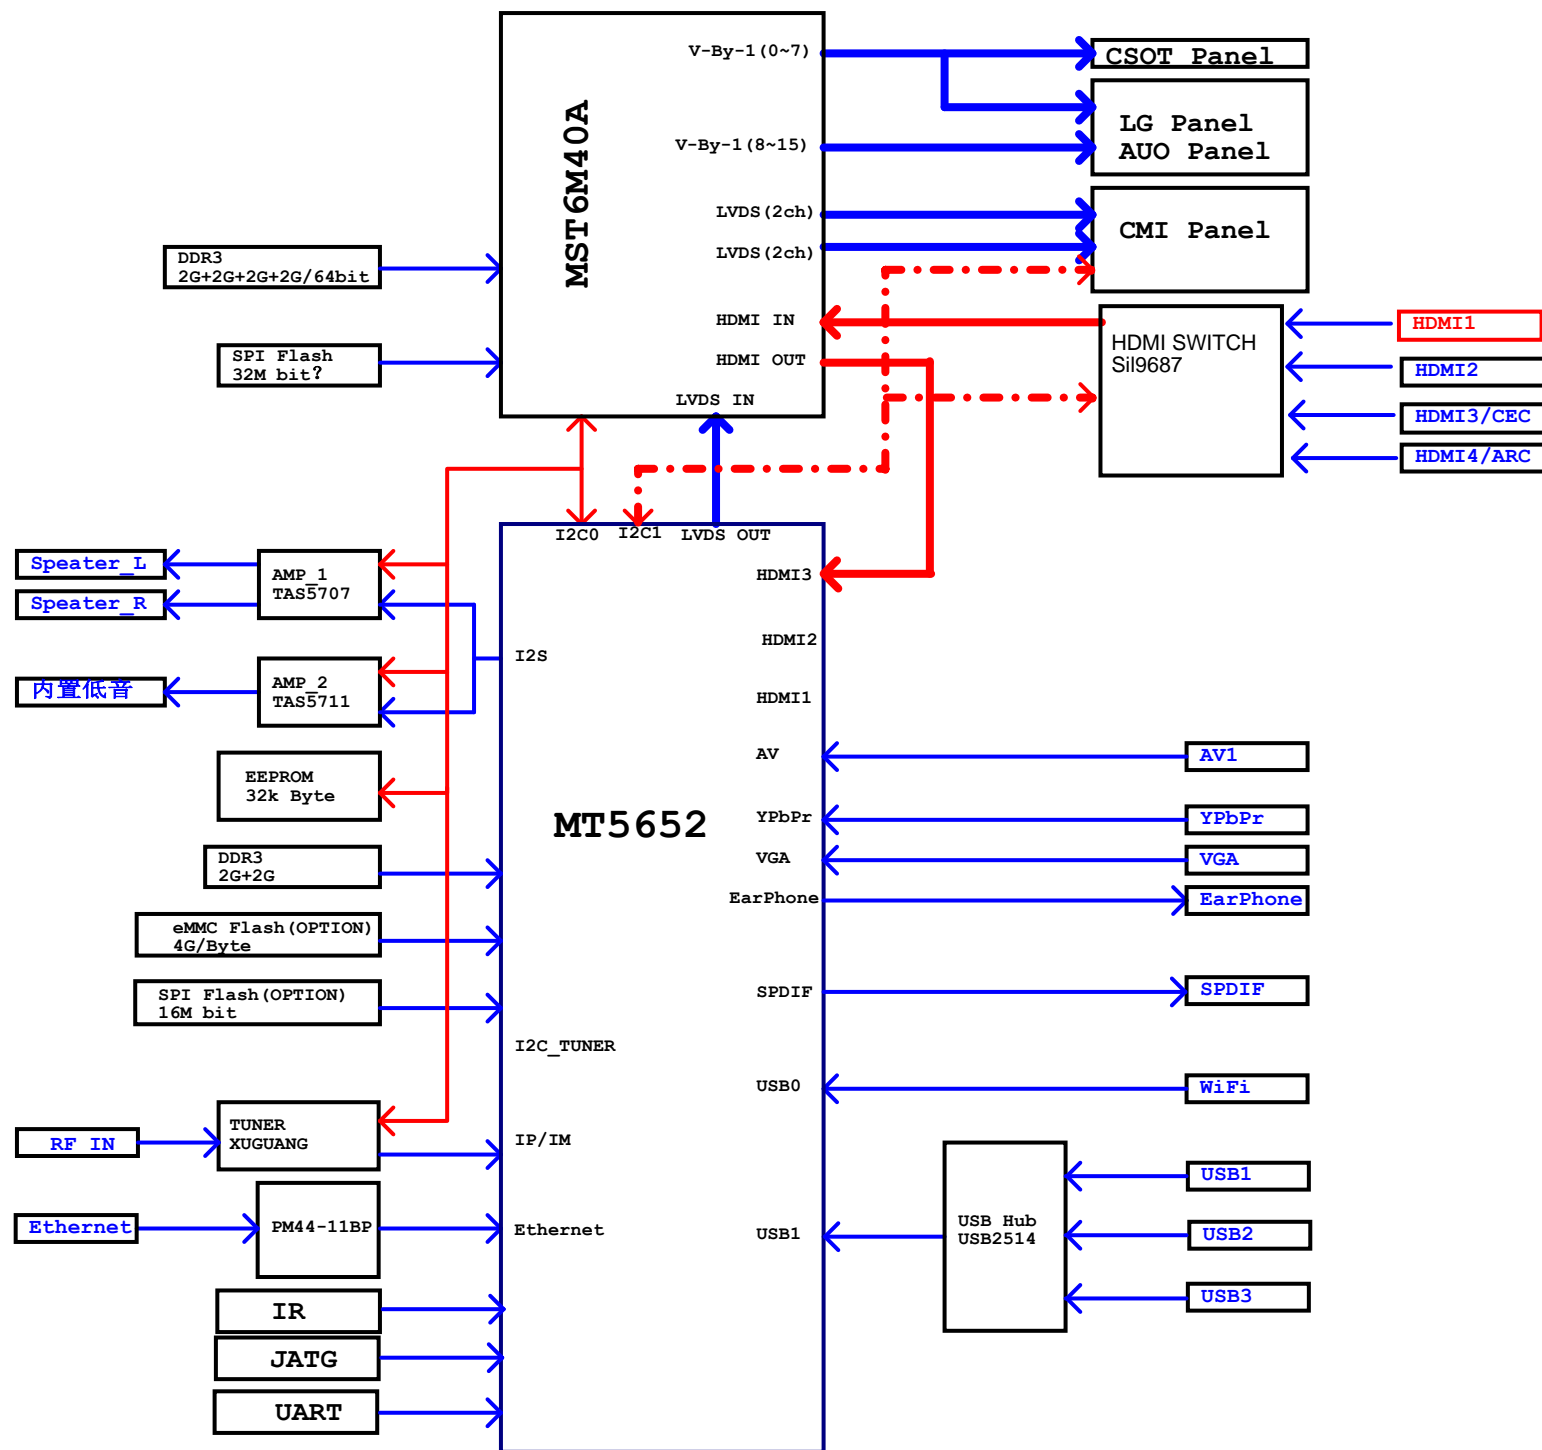 V-By-1(0~7)
CSOT Panel
MST6M40A
LG Panel
AUO Panel
V-By-1(8~15)
LVDS(2ch)
CMI Panel
LVDS(2ch)
DDR3
2G+2G+2G+2G/64bit
HDMI IN
HDMI1
HDMI SWITCH
Sil9687
SPI Flash
32M bit?
HDMI OUT
HDMI2
LVDS IN
HDMI3/CEC
HDMI4/ARC
I2C0
I2C1
LVDS OUT
Speater_L
AMP_1
TAS5707
HDMI3
Speater_R
I2S
HDMI2
内置低音
AMP_2
TAS5711
HDMI1
AV
AV1
EEPROM
32k Byte
MT5652
YPbPr
YPbPr
DDR3
2G+2G
VGA
VGA
EarPhone
EarPhone
eMMC Flash(OPTION)
4G/Byte
SPI Flash(OPTION)
16M bit
SPDIF
SPDIF
I2C_TUNER
USB0
WiFi
RF IN
TUNER
XUGUANG
IP/IM
USB1
Ethernet
PM44-11BP
Ethernet
USB1
USB Hub
USB2514
USB2
USB3
IR
JATG
UART